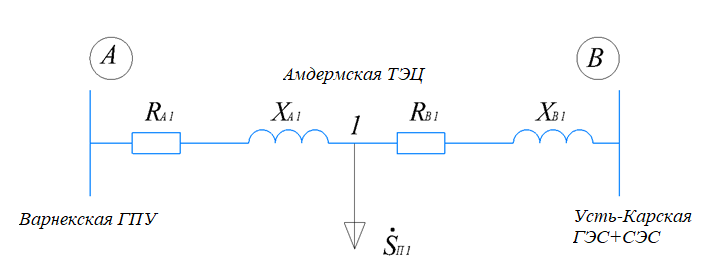 A
B
Амдермская ТЭЦ
R_A1
X_A1
1
R_B1
X_B1
Варнекская ГПУ
Усть-Карская
ГЭС+СЭС
Ṡ_П1